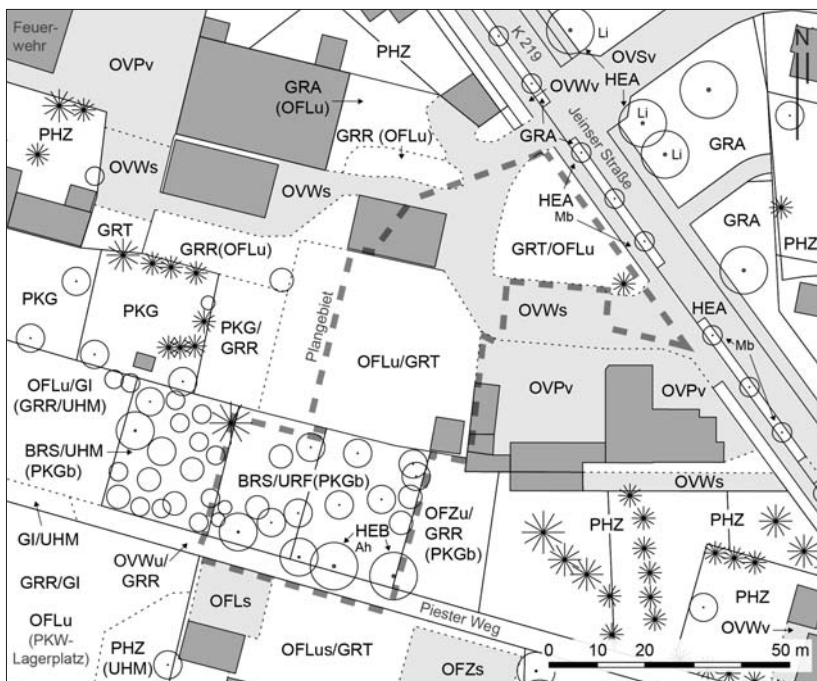 Feuer-
wehr
OVPv
PHZ
K 219
Li
OVSv
HEA
N
GRA
(OFLu)
OVWv
GRR (OFLu)
GRA
Jeinser Straße
Li
Li
GRA
PHZ
OVWs
OVWs
HEA
Mb
GRA
PHZ
GRT
GRR(OFLu)
GRT/OFLu
PKG
PKG
PKG/
GRR
Plangebiet
OVWs
HEA
Mb
OFLu/GRT
OVPv
OVPv
OFLu/GI
(GRR/UHM)
BRS/UHM
(PKGb)
BRS/URF(PKGb)
OVWs
OFZu/
GRR
(PKGb)
HEB
Ah
PHZ
PHZ
GI/UHM
OVWu/
GRR
GRR/GI
OFLs
Piester Weg
PHZ
OVWv
OFLu
(PKW-
Lagerplatz)
PHZ
(UHM)
OFLus/GRT
OFZs
0 10 20 30 50 m